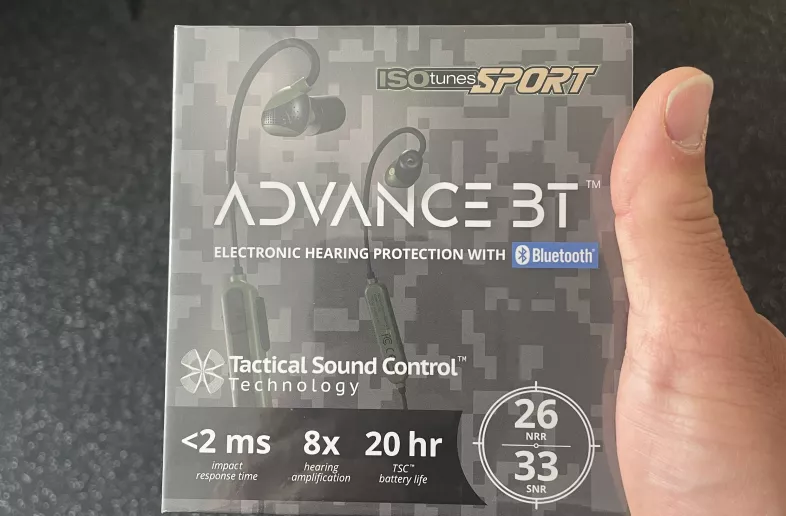 ISOtunes SPORT
ADVANCE BT™
ELECTRONIC HEARING PROTECTION WITH Bluetooth®
Tactical Sound Control™
Technology
<2 ms
impact
response time
8x
hearing
amplification
20 hr
TSC™
battery life
26
NRR
33
SNR